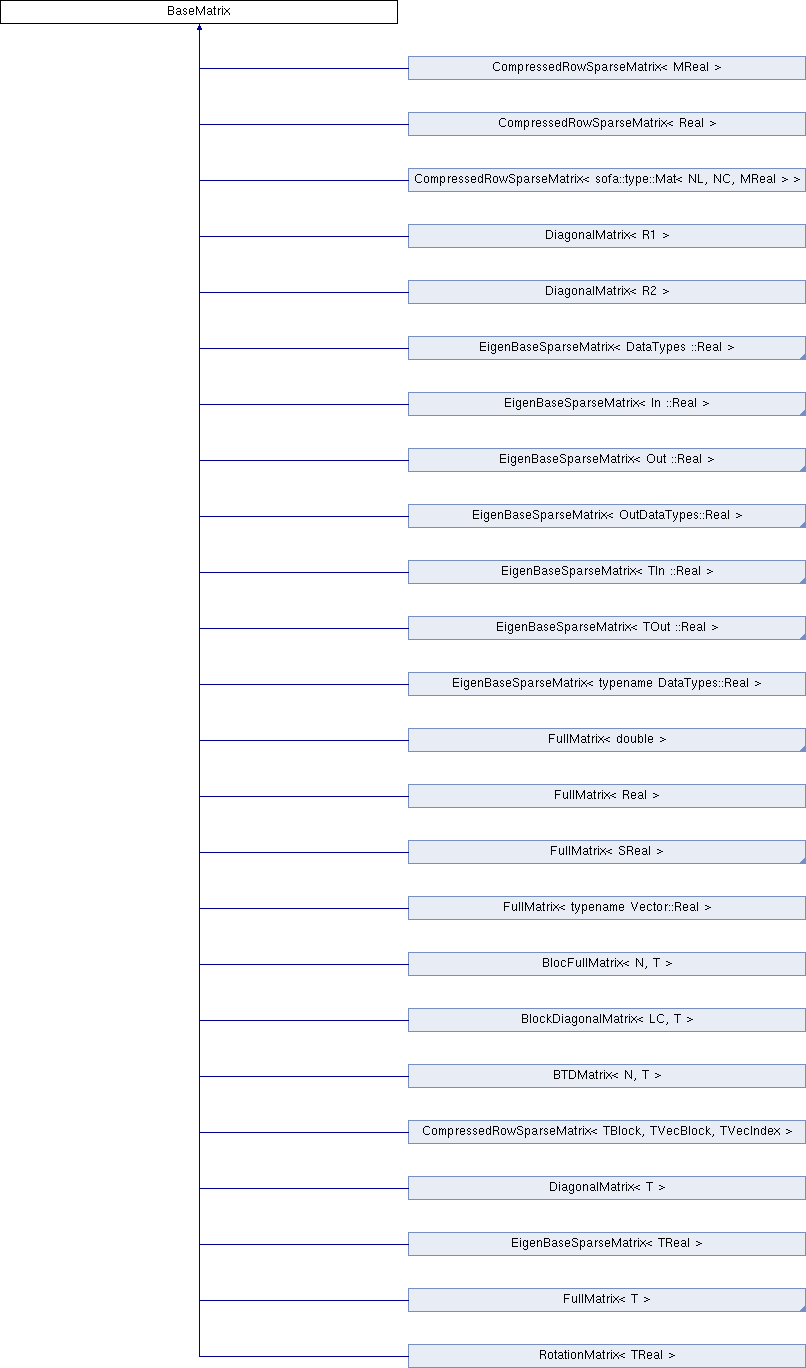 BaseMatrix
CompressedRowSparseMatrix< MReal >
CompressedRowSparseMatrix< Real >
CompressedRowSparseMatrix< sofa::type::Mat< NL, NC, MReal > >
DiagonalMatrix< R1 >
DiagonalMatrix< R2 >
EigenBaseSparseMatrix< DataTypes ::Real >
EigenBaseSparseMatrix< In ::Real >
EigenBaseSparseMatrix< Out ::Real >
EigenBaseSparseMatrix< OutDataTypes::Real >
EigenBaseSparseMatrix< TIn ::Real >
EigenBaseSparseMatrix< TOut ::Real >
EigenBaseSparseMatrix< typename DataTypes::Real >
FullMatrix< double >
FullMatrix< Real >
FullMatrix< SReal >
FullMatrix< typename Vector::Real >
BlocFullMatrix< N, T >
BlockDiagonalMatrix< LC, T >
BTDMatrix< N, T >
CompressedRowSparseMatrix< TBlock, TVecBlock, TVecIndex >
DiagonalMatrix< T >
EigenBaseSparseMatrix< TReal >
FullMatrix< T >
RotationMatrix< TReal >